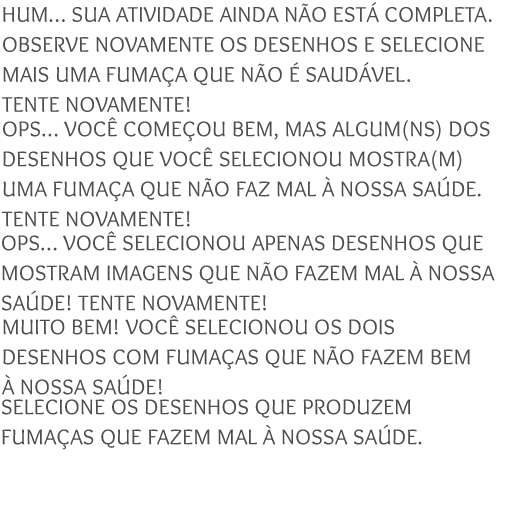 HUM... SUA ATIVIDADE AINDA NÃO ESTÁ COMPLETA.
OBSERVE NOVAMENTE OS DESENHOS E SELECIONE
MAIS UMA FUMAÇA QUE NÃO É SAUDÁVEL.
TENTE NOVAMENTE!
OPS... VOCÊ COMEÇOU BEM, MAS ALGUM(NS) DOS
DESENHOS QUE VOCÊ SELECIONOU MOSTRA(M)
UMA FUMAÇA QUE NÃO FAZ MAL À NOSSA SAÚDE.
TENTE NOVAMENTE!
OPS... VOCÊ SELECIONOU APENAS DESENHOS QUE
MOSTRAM IMAGENS QUE NÃO FAZEM MAL À NOSSA
SAÚDE! TENTE NOVAMENTE!
MUITO BEM! VOCÊ SELECIONOU OS DOIS
DESENHOS COM FUMAÇAS QUE NÃO FAZEM BEM
À NOSSA SAÚDE!
SELECIONE OS DESENHOS QUE PRODUZEM
FUMAÇAS QUE FAZEM MAL À NOSSA SAÚDE.